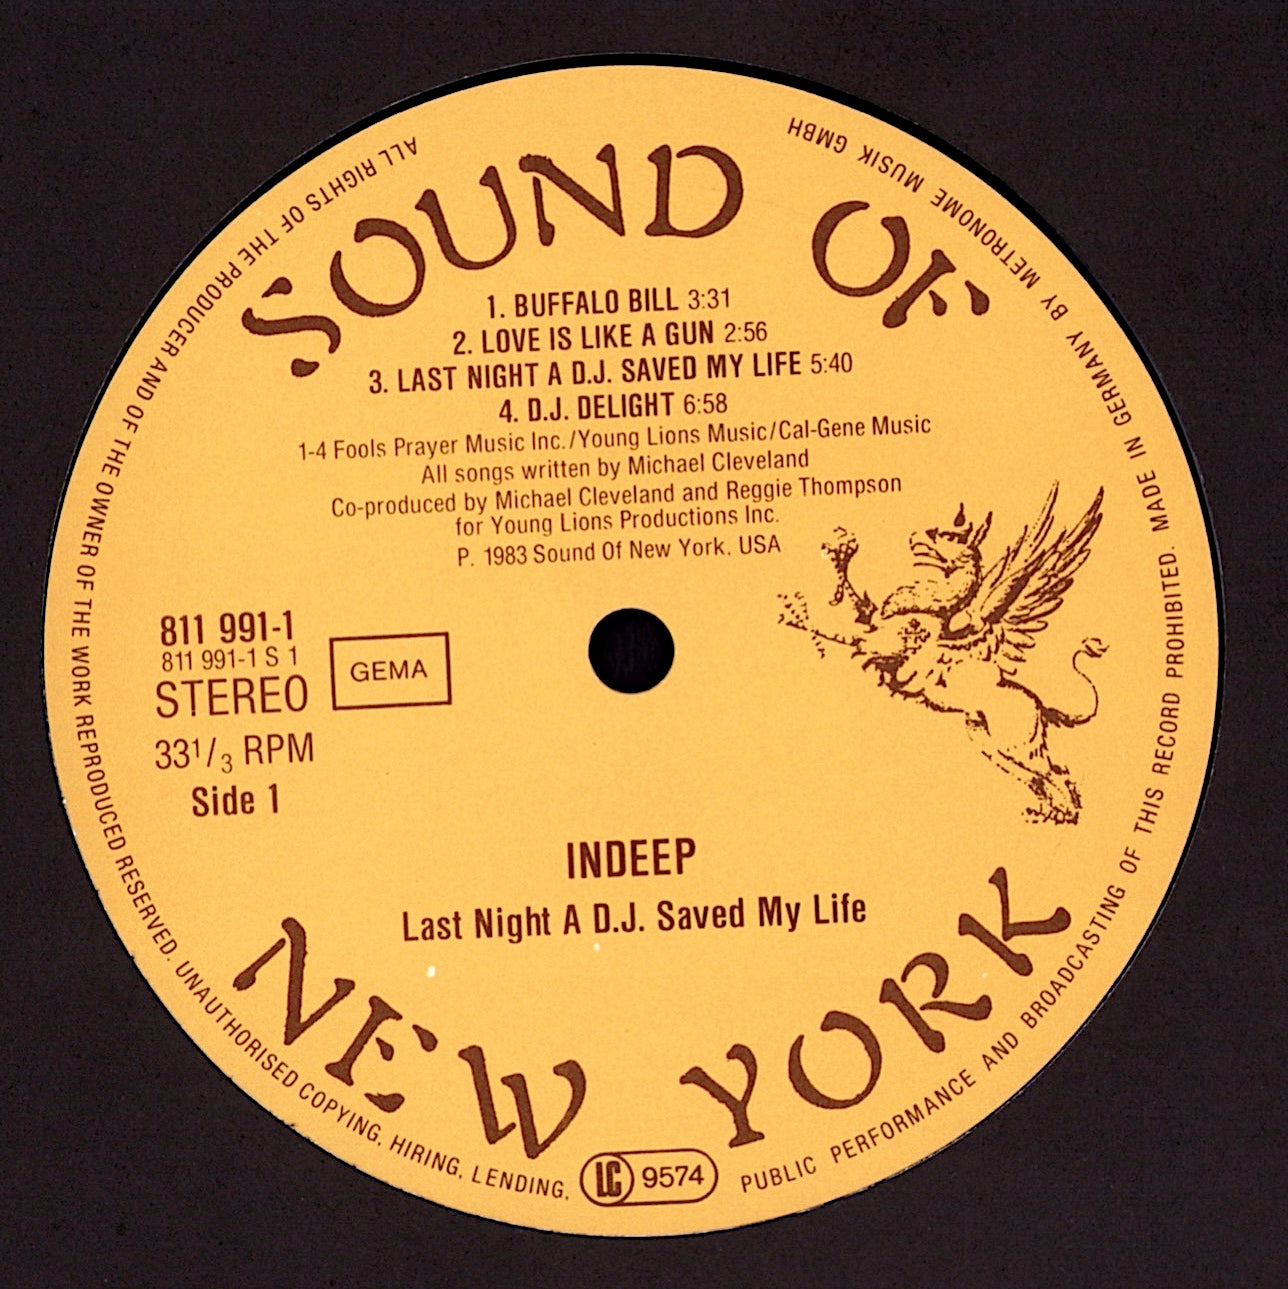 SOUND OF
1. BUFFALO BILL 3:31
2. LOVE IS LIKE A GUN 2:56
3. LAST NIGHT A D.J. SAVED MY LIFE 5:40
4. D.J. DELIGHT 6:58
1-4 Fools Prayer Music Inc./Young Lions Music/Cal-Gene Music
All songs written by Michael Cleveland
Co-produced by Michael Cleveland and Reggie Thompson
for Young Lions Productions Inc.
P. 1983 Sound Of New York. USA
811 991-1
811 991-1 S 1
STEREO
GEMA
33 1/3 RPM
Side 1
INDEEP
Last Night A D.J. Saved My Life
NEW YORK
LC 9574
ALL RIGHTS OF THE PRODUCER AND OF THE OWNER OF THE WORK REPRODUCED RESERVED. UNAUTHORISED COPYING, HIRING, LENDING, PUBLIC PERFORMANCE AND BROADCASTING OF THIS RECORD PROHIBITED. MADE IN GERMANY BY METRONOME MUSIK GMBH